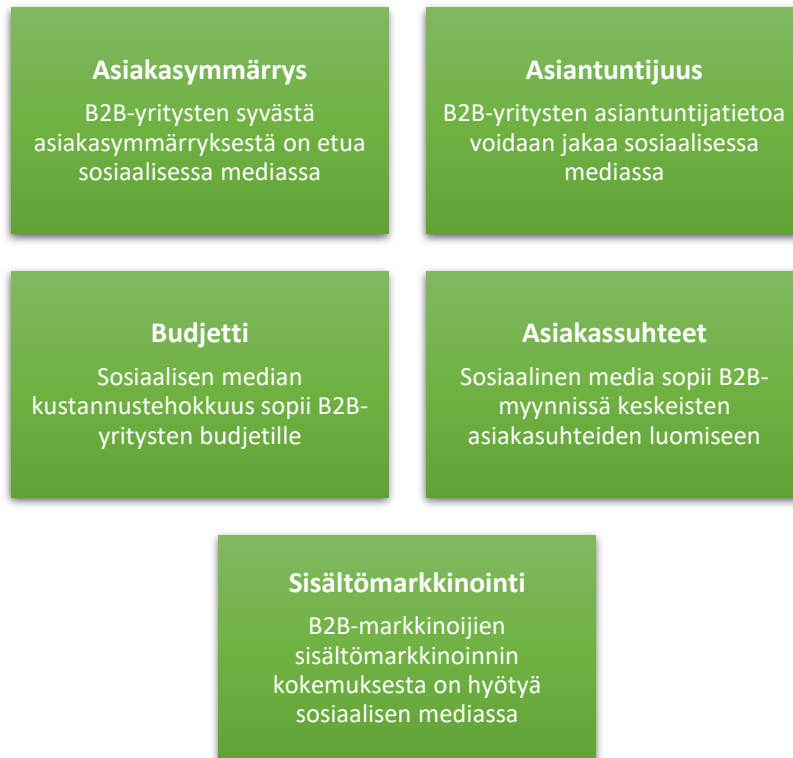 Asiakasymmärrys
B2B-yritysten syvästä
asiakasymmärryksestä on etua
sosiaalisessa mediassa
Asiantuntijuus
B2B-yritysten asiantuntijatietoa
voidaan jakaa sosiaalisessa
mediassa
Budjetti
Sosiaalisen median
kustannustehokkuus sopii B2B-
yritysten budjetille
Asiakassuhteet
Sosiaalinen media sopii B2B-
myynnissä keskeisten
asiakasuhteiden luomiseen
Sisältömarkkinointi
B2B-markkinoijien
sisältömarkkinoinnin
kokemuksesta on hyötyä
sosiaalisen mediassa